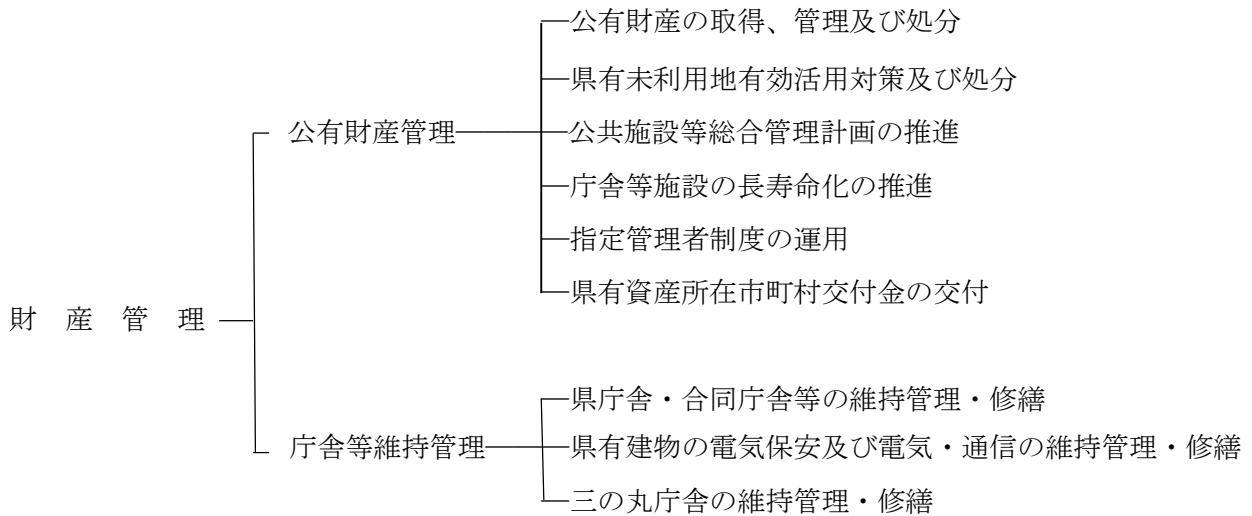 公有財産の取得、管理及び処分
県有未利用地有効活用対策及び処分
公有財産管理
公共施設等総合管理計画の推進
庁舎等施設の長寿命化の推進
指定管理者制度の運用
県有資産所在市町村交付金の交付
財産管理
県庁舎・合同庁舎等の維持管理・修繕
庁舎等維持管理
県有建物の電気保安及び電気・通信の維持管理・修繕
三の丸庁舎の維持管理・修繕